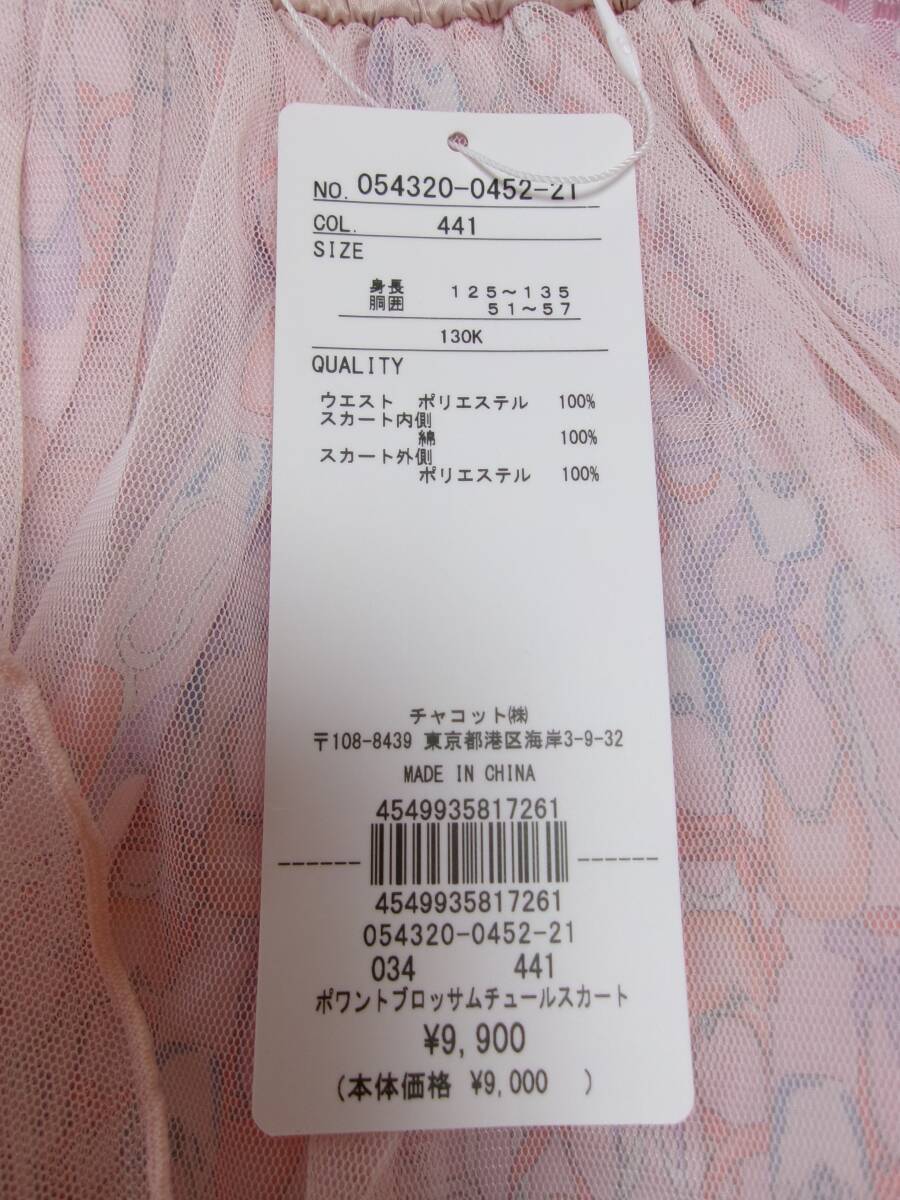 NO. 054320-0452-21
COL. 441
SIZE
身長 125～135
胴囲 51～57
130K
QUALITY
ウエスト ポリエステル 100%
スカート内側
綿 100%
スカート外側
ポリエステル 100%
チャコット㈱
〒108-8439 東京都港区海岸3-9-32
MADE IN CHINA
4549935817261
4549935817261
054320-0452-21
034 441
ポワントブロッサムチュールスカート
¥9,900
(本体価格 ¥9,000 )